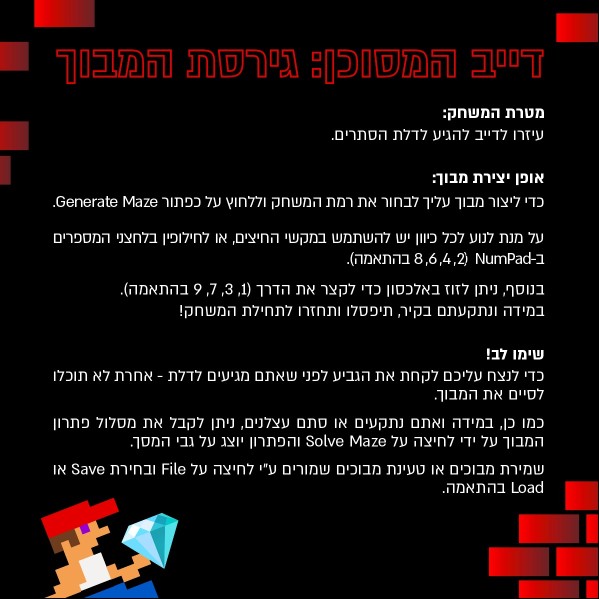 דייב המסוכן: גירסת המבוך
מטרת המשחק:
עיזרו לדייב להגיע לדלת הסתרים.
אופן יצירת מבוך:
כדי ליצור מבוך עליך לבחור את רמת המשחק וללחוץ על כפתור Generate Maze.
על מנת לנוע לכל כיוון יש להשתמש במקשי החיצים, או לחילופין בלחצני המספרים
ב-NumPad (2, 4, 6, 8 בהתאמה).
בנוסף, ניתן לזוז באלכסון כדי לקצר את הדרך (1, 3, 7, 9 בהתאמה).
במידה ונתקעתם בקיר, תיפסלו ותחזרו לתחילת המשחק!
שימו לב!
כדי לנצח עליכם לקחת את הגביע לפני שאתם מגיעים לדלת - אחרת לא תוכלו
לסיים את המבוך.
כמו כן, במידה ואתם נתקעים או סתם עצלנים, ניתן לקבל את מסלול פתרון
המבוך על ידי לחיצה על Solve Maze והפתרון יוצג על גבי המסך.
שמירת מבוכים או טעינת מבוכים שמורים ע"י לחיצה על File ובחירת Save או
Load בהתאמה.